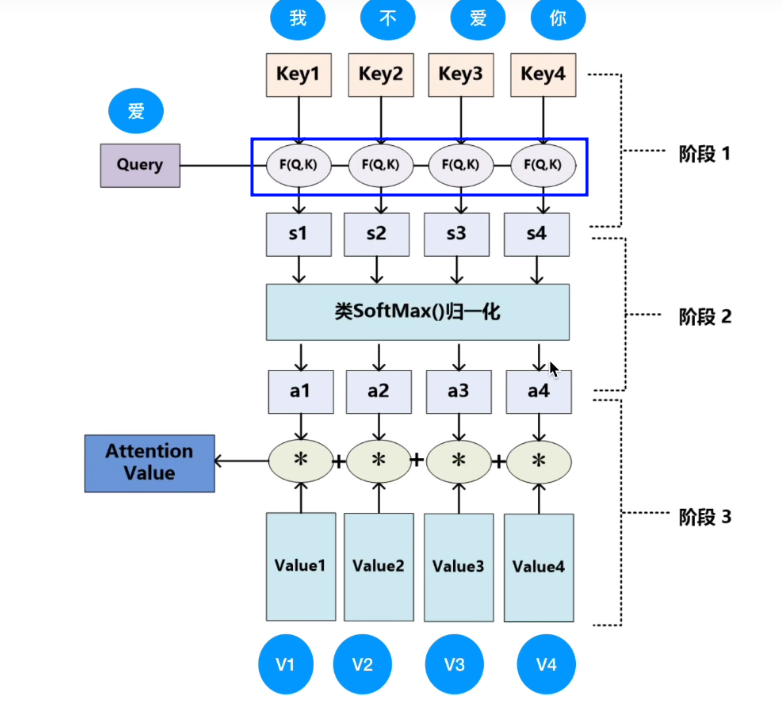 我 不 爱 你
Key1 Key2 Key3 Key4
爱
Query F(Q,K) F(Q,K) F(Q,K) F(Q,K)
阶段 1
s1 s2 s3 s4
类SoftMax()归一化
阶段 2
a1 a2 a3 a4
Attention
Value
* + * + * + *
阶段 3
Value1 Value2 Value3 Value4
V1 V2 V3 V4